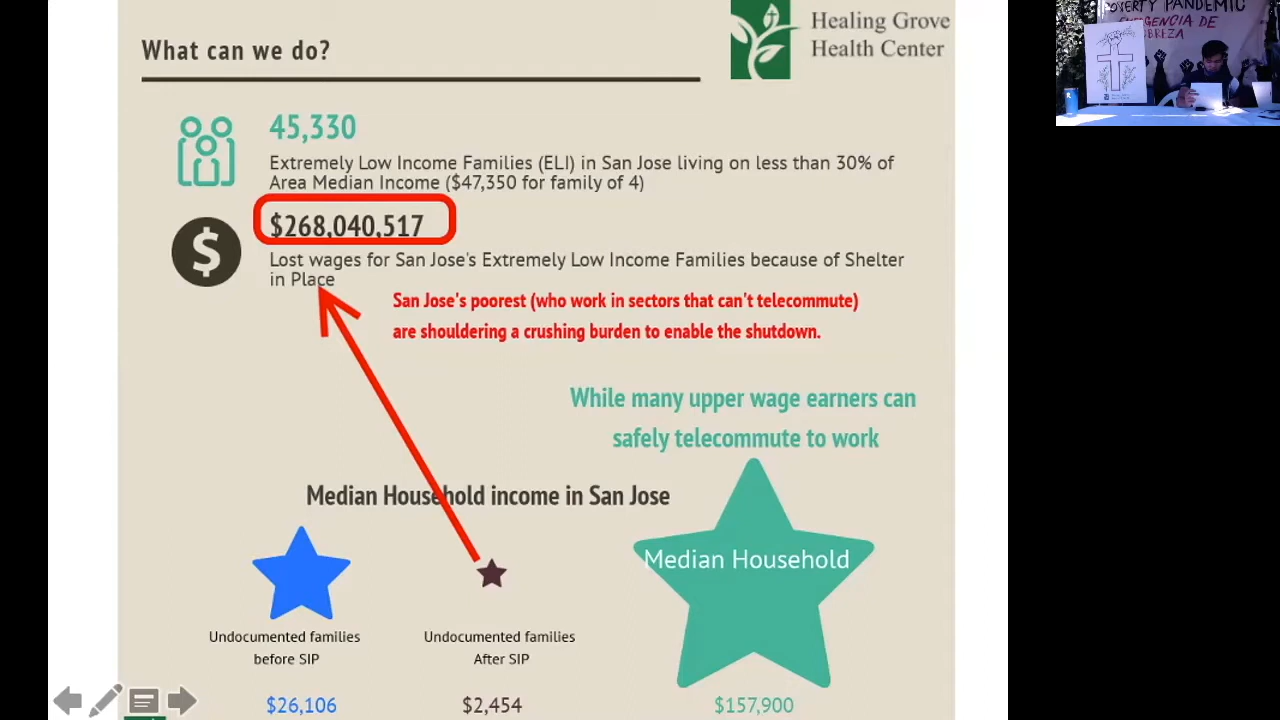 What can we do?
Healing Grove
Health Center
45,330
Extremely Low Income Families (ELI) in San Jose living on less than 30% of
Area Median Income ($47,350 for family of 4)
$268,040,517
Lost wages for San Jose's Extremely Low Income Families because of Shelter
in Place
San Jose's poorest (who work in sectors that can't telecommute)
are shouldering a crushing burden to enable the shutdown.
While many upper wage earners can
safely telecommute to work
Median Household income in San Jose
Median Household
Undocumented families
before SIP
Undocumented families
After SIP
$26,106
$2,454
$157,900
POVERTY PANDEMIC
DE